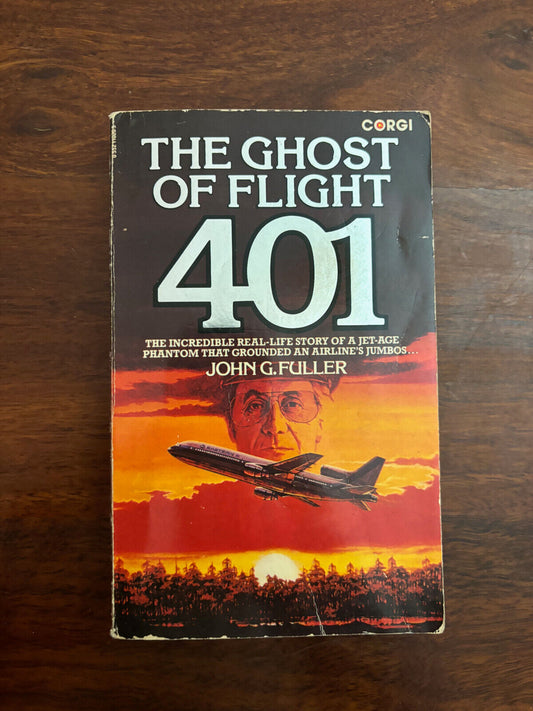 CORGI
THE GHOST
OF FLIGHT
401
THE INCREDIBLE REAL-LIFE STORY OF A JET-AGE
PHANTOM THAT GROUNDED AN AIRLINE'S JUMBOS...
JOHN G. FULLER